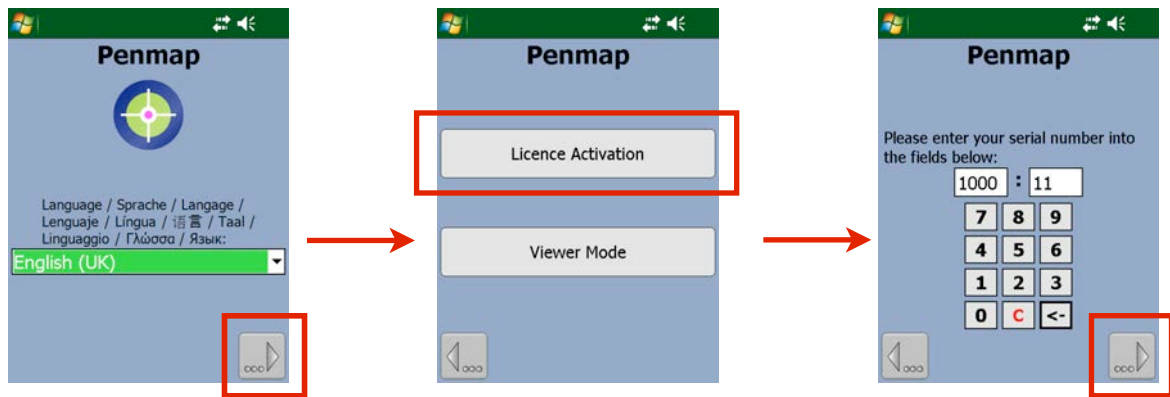 Penmap
Language / Sprache / Langage /
Lenguaje / Língua / 语言 / Taal /
Linguaggio / Γλώσσα / Язык:
English (UK)
Penmap
Licence Activation
Viewer Mode
Penmap
Please enter your serial number into
the fields below:
1000 : 11
7 8 9
4 5 6
1 2 3
0 C <-